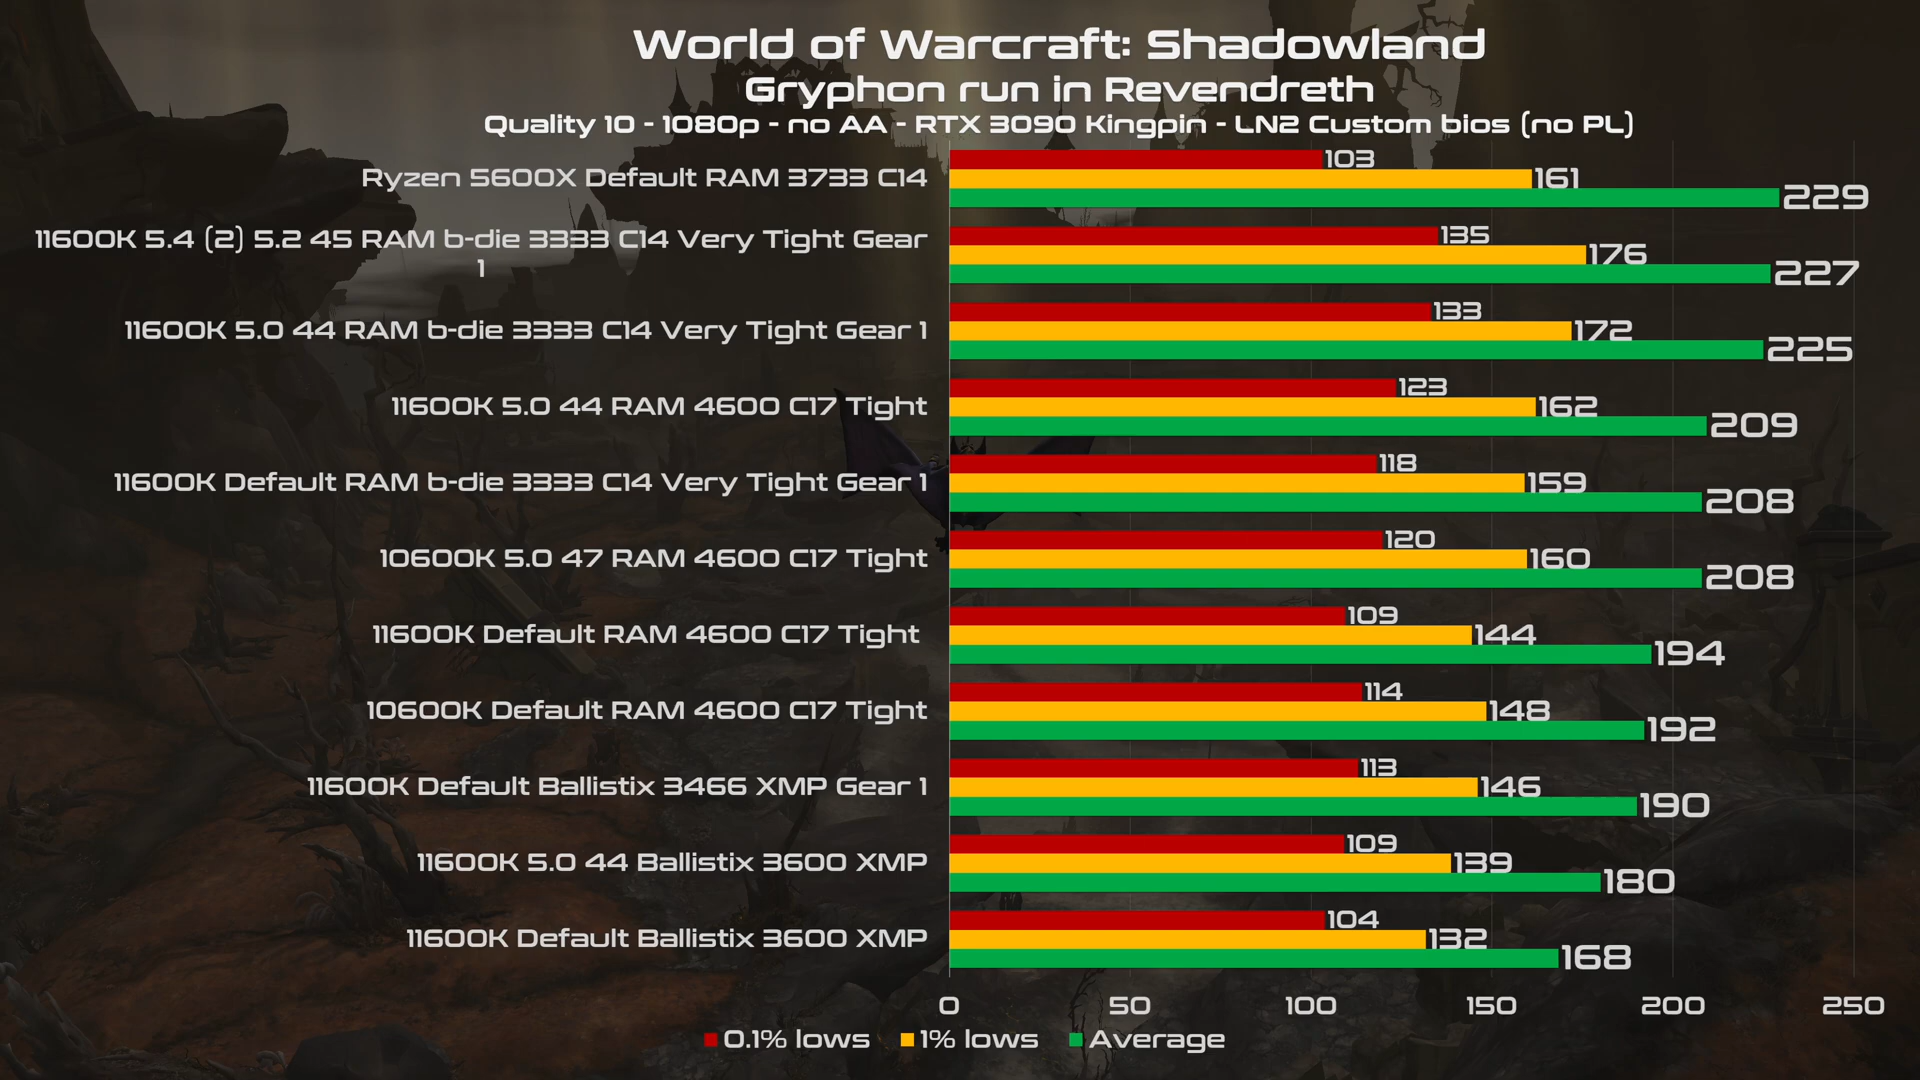 World of Warcraft: Shadowland
Gryphon run in Revendreth
Quality 10 - 1080p - no AA - RTX 3090 Kingpin - LN2 Custom bios (no PL)
Ryzen 5600X Default RAM 3733 C14
103
161
229
11600K 5.4 (2) 5.2 45 RAM b-die 3333 C14 Very Tight Gear
1
135
176
227
11600K 5.0 44 RAM b-die 3333 C14 Very Tight Gear 1
133
172
225
11600K 5.0 44 RAM 4600 C17 Tight
123
162
209
11600K Default RAM b-die 3333 C14 Very Tight Gear 1
118
159
208
10600K 5.0 47 RAM 4600 C17 Tight
120
160
208
11600K Default RAM 4600 C17 Tight
109
144
194
10600K Default RAM 4600 C17 Tight
114
148
192
11600K Default Ballistix 3466 XMP Gear 1
113
146
190
11600K 5.0 44 Ballistix 3600 XMP
109
139
180
11600K Default Ballistix 3600 XMP
104
132
168
0 50 100 150 200 250
0.1% lows 1% lows Average